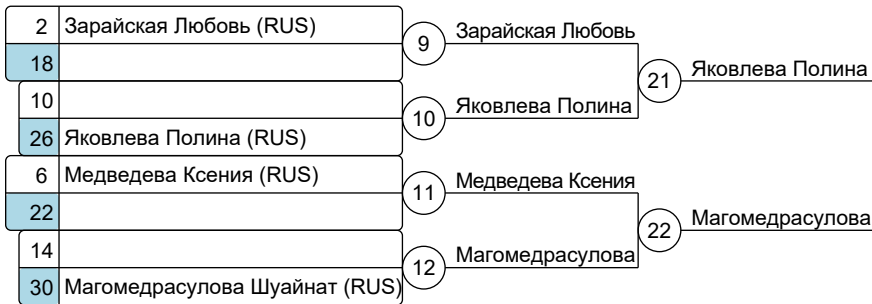 2 Зарайская Любовь (RUS)
18
9 Зарайская Любовь
10
26 Яковлева Полина (RUS)
10 Яковлева Полина
21 Яковлева Полина
6 Медведева Ксения (RUS)
22
11 Медведева Ксения
14
30 Магомедрасулова Шуайнат (RUS)
12 Магомедрасулова
22 Магомедрасулова